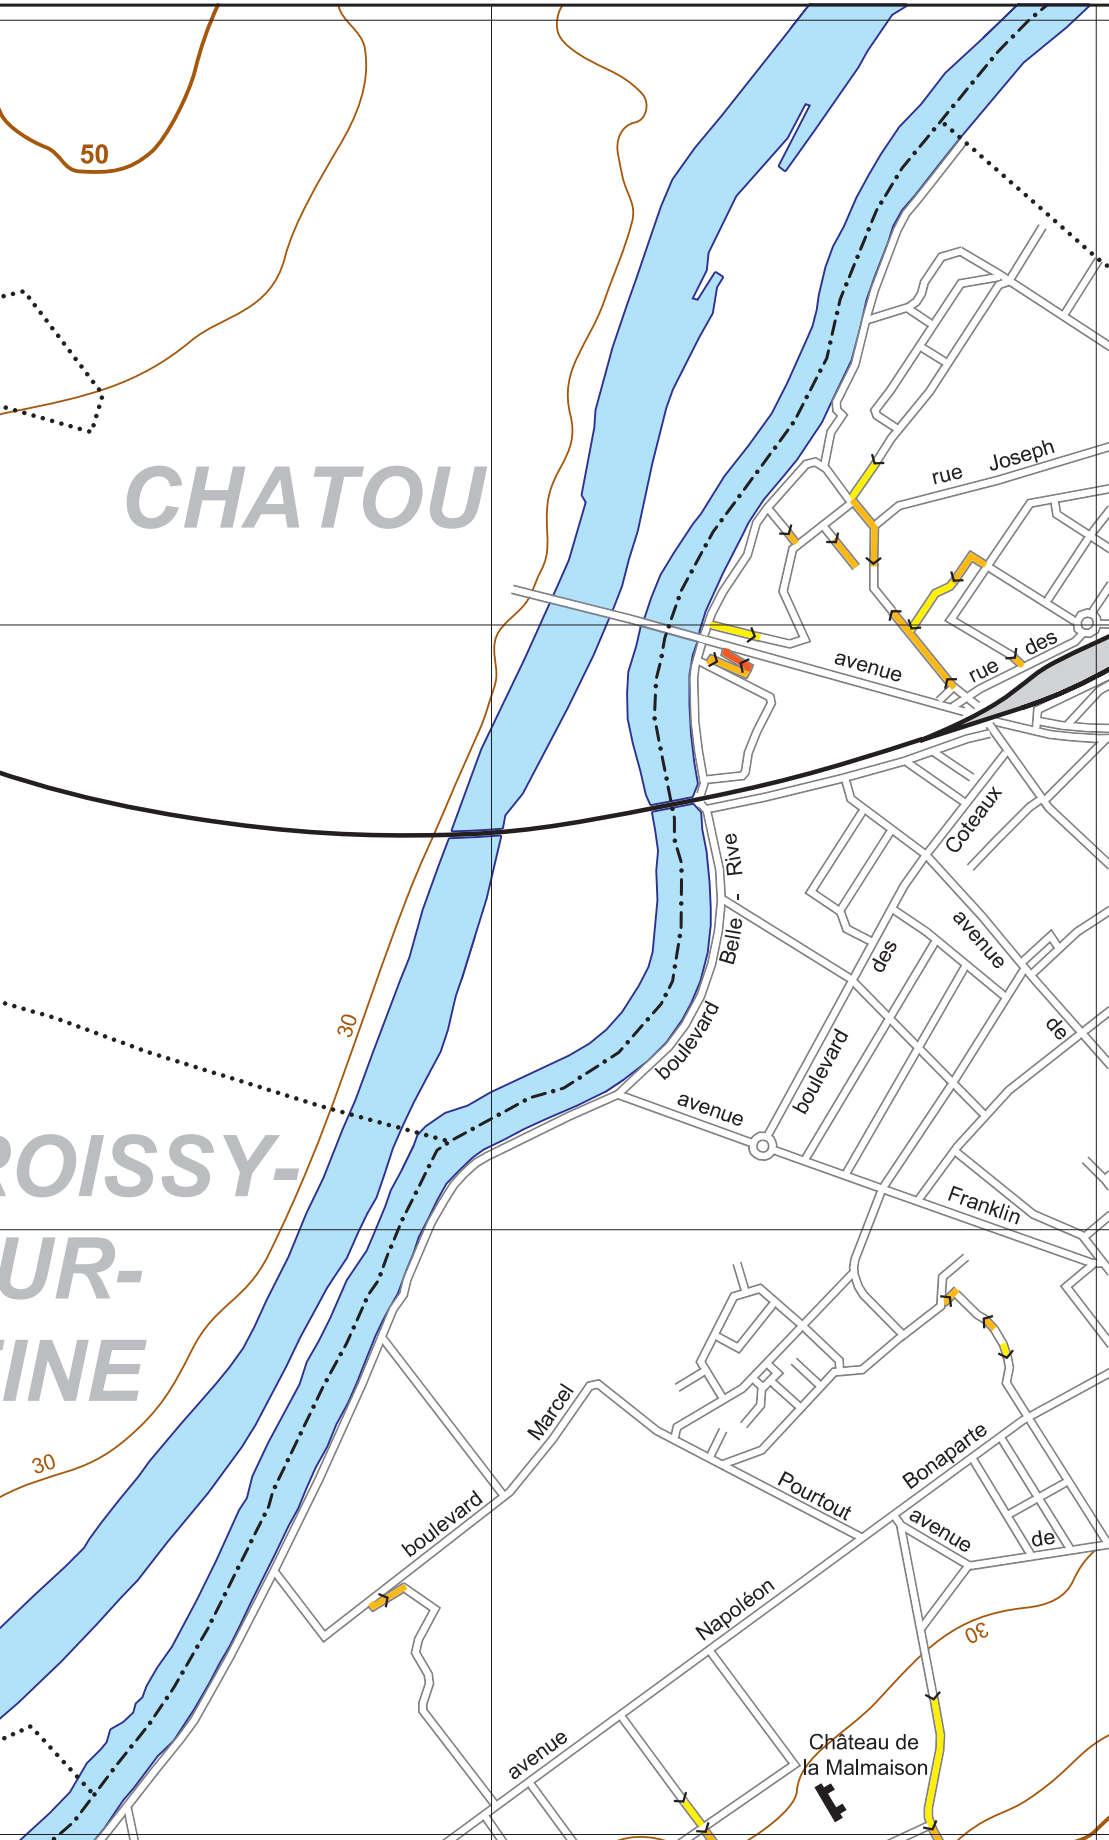 50
CHATOU
rue Joseph
avenue
rue des
Coteaux
Belle - Rive
avenue
des
30
boulevard
de
boulevard
avenue
ROISSY-
Franklin
UR-
EINE
Marcel
Bonaparte
30
Pourtout
boulevard
avenue
de
Napoléon
30
avenue
Château de
la Malmaison